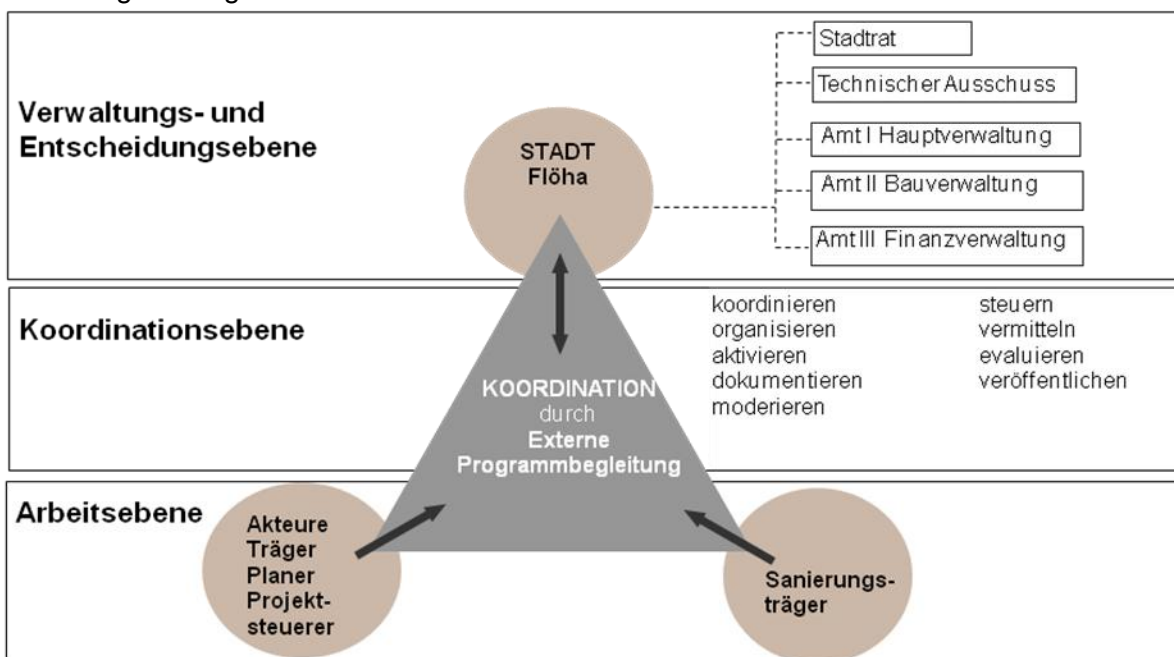 Verwaltungs- und
Entscheidungsebene
STADT
Flöha
Stadtrat
Technischer Ausschuss
Amt I Hauptverwaltung
Amt II Bauverwaltung
Amt III Finanzverwaltung
Koordinationsebene
koordinieren
organisieren
aktivieren
dokumentieren
moderieren
steuern
vermitteln
evaluieren
veröffentlichen
KOORDINATION
durch
Externe
Programmbegleitung
Arbeitsebene
Akteure
Träger
Planer
Projekt-
steuerer
Sanierungs-
träger